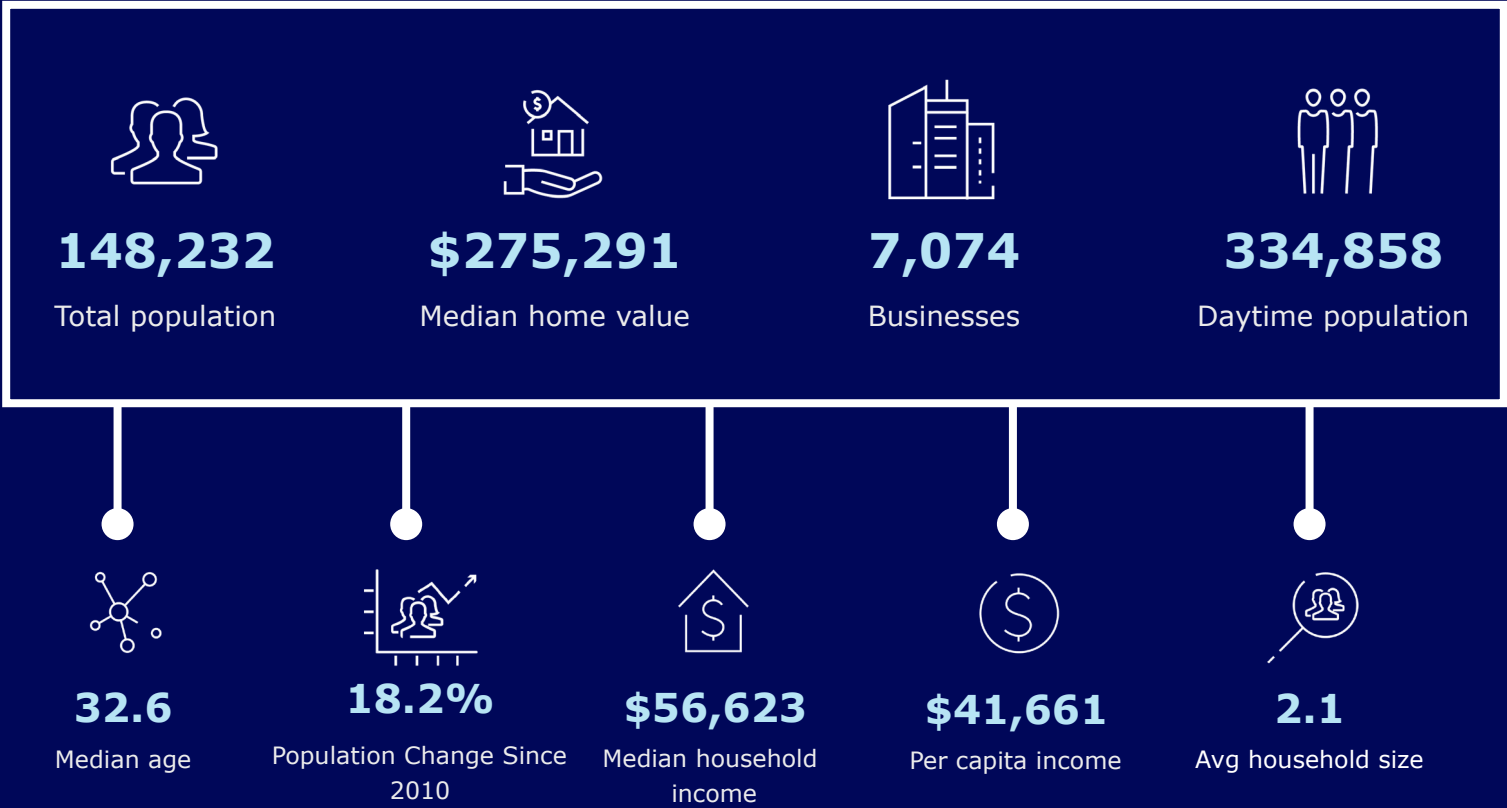 148,232
Total population
$275,291
Median home value
7,074
Businesses
334,858
Daytime population
32.6
Median age
18.2%
Population Change Since
2010
$56,623
Median household
income
$41,661
Per capita income
2.1
Avg household size